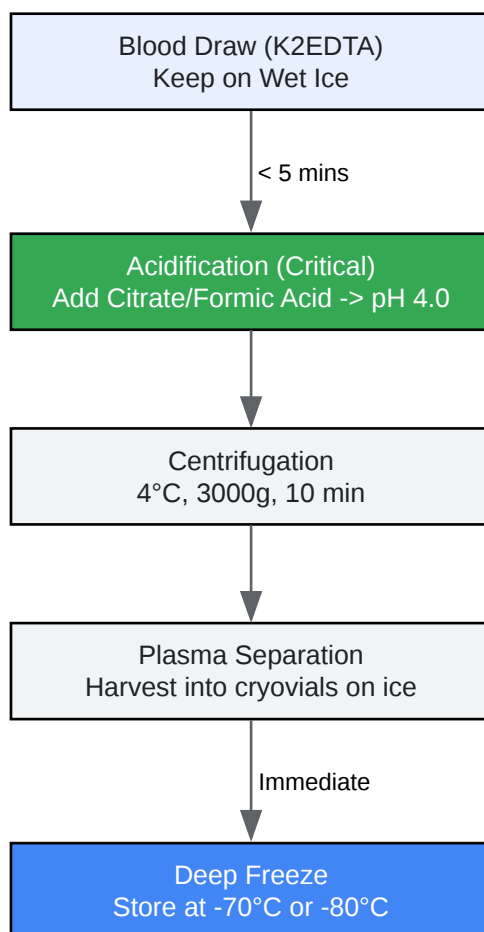 Blood Draw (K2EDTA)
Keep on Wet Ice
< 5 mins
Acidification (Critical)
Add Citrate/Formic Acid -> pH 4.0
Centrifugation
4°C, 3000g, 10 min
Plasma Separation
Harvest into cryovials on ice
Immediate
Deep Freeze
Store at -70°C or -80°C